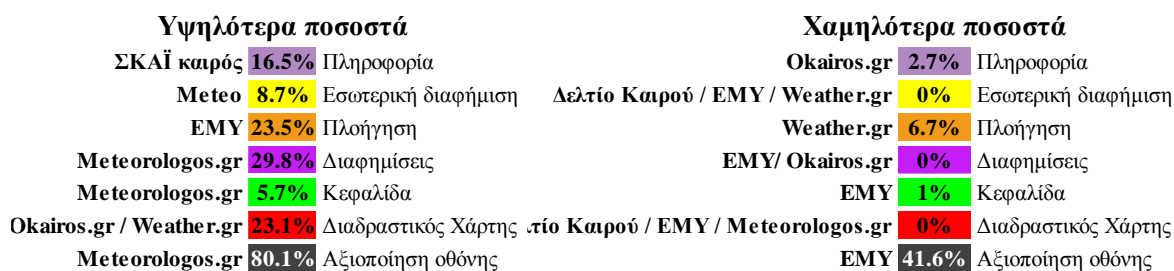 Υψηλότερα ποσοστά
ΣΚΑΪ καιρός 16.5% Πληροφορία
Meteo 8.7% Εσωτερική διαφήμιση
ΕΜΥ 23.5% Πλοήγηση
Meteorologos.gr 29.8% Διαφημίσεις
Meteorologos.gr 5.7% Κεφαλίδα
Okairos.gr / Weather.gr 23.1% Διαδραστικός Χάρτης
Meteorologos.gr 80.1% Αξιοποίηση οθόνης
Χαμηλότερα ποσοστά
Okairos.gr 2.7% Πληροφορία
Δελτίο Καιρού / ΕΜΥ / Weather.gr 0% Εσωτερική διαφήμιση
Weather.gr 6.7% Πλοήγηση
ΕΜΥ/ Okairos.gr 0% Διαφημίσεις
ΕΜΥ 1% Κεφαλίδα
τίο Καιρού / ΕΜΥ / Meteorologos.gr 0% Διαδραστικός Χάρτης
ΕΜΥ 41.6% Αξιοποίηση οθόνης